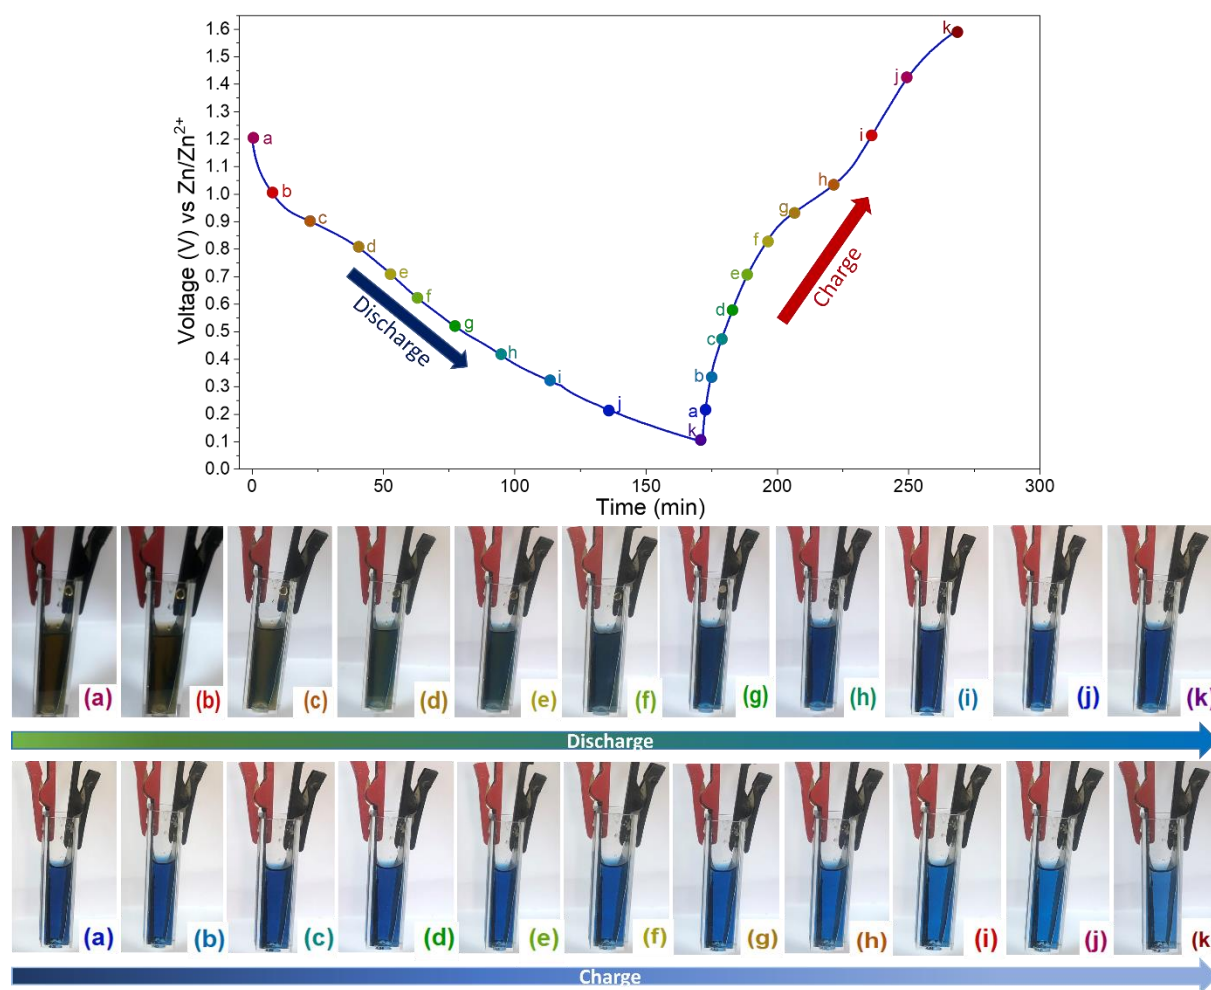 1.6
1.5
1.4
1.3
1.2
1.1
1.0
0.9
0.8
0.7
0.6
0.5
0.4
0.3
0.2
0.1
0.0
Voltage (V) vs Zn/Zn²⁺
a
b
c
d
e
f
g
h
i
j
k
a
b
c
d
e
f
g
h
i
j
k
Discharge
Charge
0 50 100 150 200 250 300
Time (min)
(a) (b) (c) (d) (e) (f) (g) (h) (i) (j) (k)
Discharge
(a) (b) (c) (d) (e) (f) (g) (h) (i) (j) (k
Charge